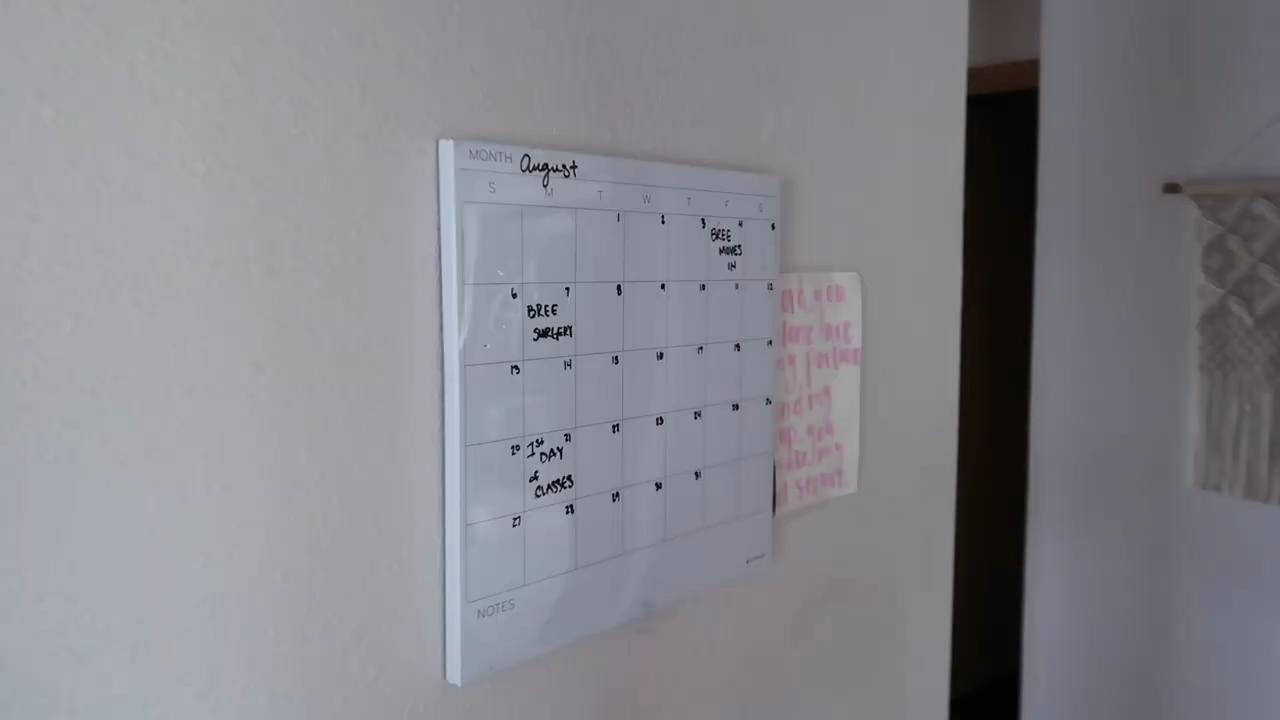 MONTH August
S M T W T F S
1 2 3 4 5
BREE
MOVES
IN
6 7 8 9 10 11 12
BREE
SURGERY
13 14 15 16 17 18 19
20 21 22 23 24 25 26
1st
DAY
of
CLASSES
27 28 29 30 31
NOTES
you
my